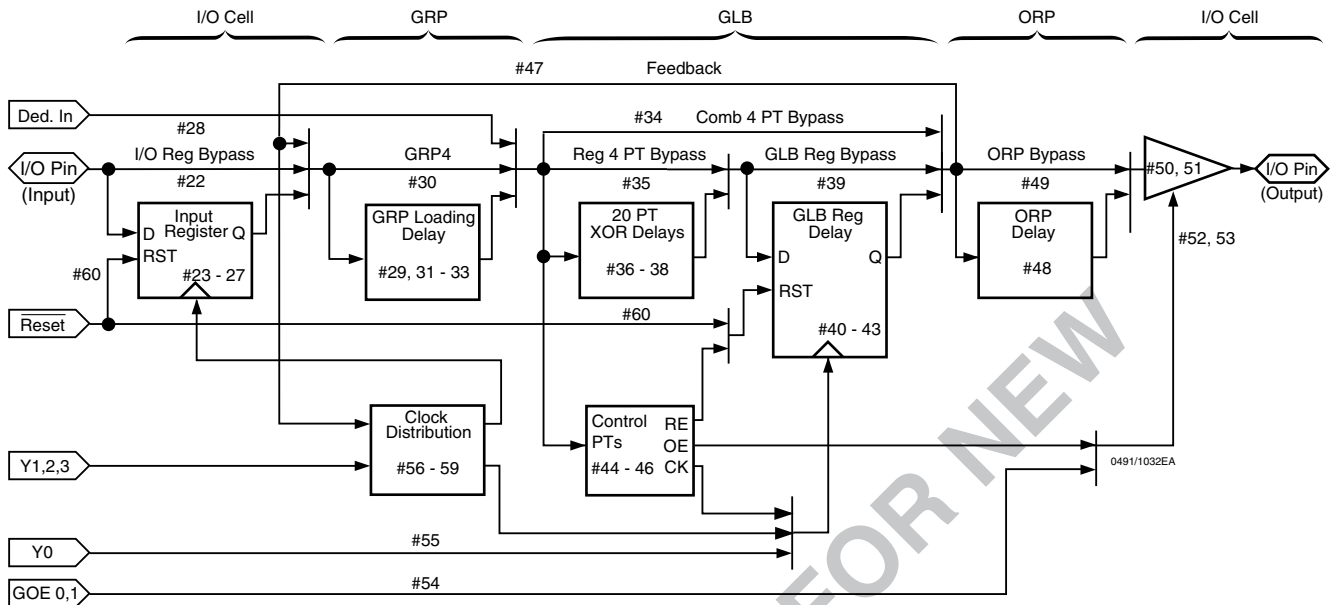 I/O Cell
GRP
GLB
ORP
I/O Cell
#47
Feedback
Ded. In
#28
#34
Comb 4 PT Bypass
I/O Pin
(Input)
I/O Reg Bypass
#22
GRP4
#30
Reg 4 PT Bypass
#35
GLB Reg Bypass
#39
ORP Bypass
#49
#50, 51
I/O Pin
(Output)
Input
Register
D
Q
RST
#23 - 27
#60
GRP Loading
Delay
#29, 31 - 33
20 PT
XOR Delays
#36 - 38
GLB Reg
Delay
D
Q
RST
#40 - 43
ORP
Delay
#48
#52, 53
Reset
#60
Clock
Distribution
#56 - 59
Control
PTs
#44 - 46
RE
OE
CK
0491/1032EA
Y1,2,3
Y0
#55
GOE 0,1
#54
FOR NEW